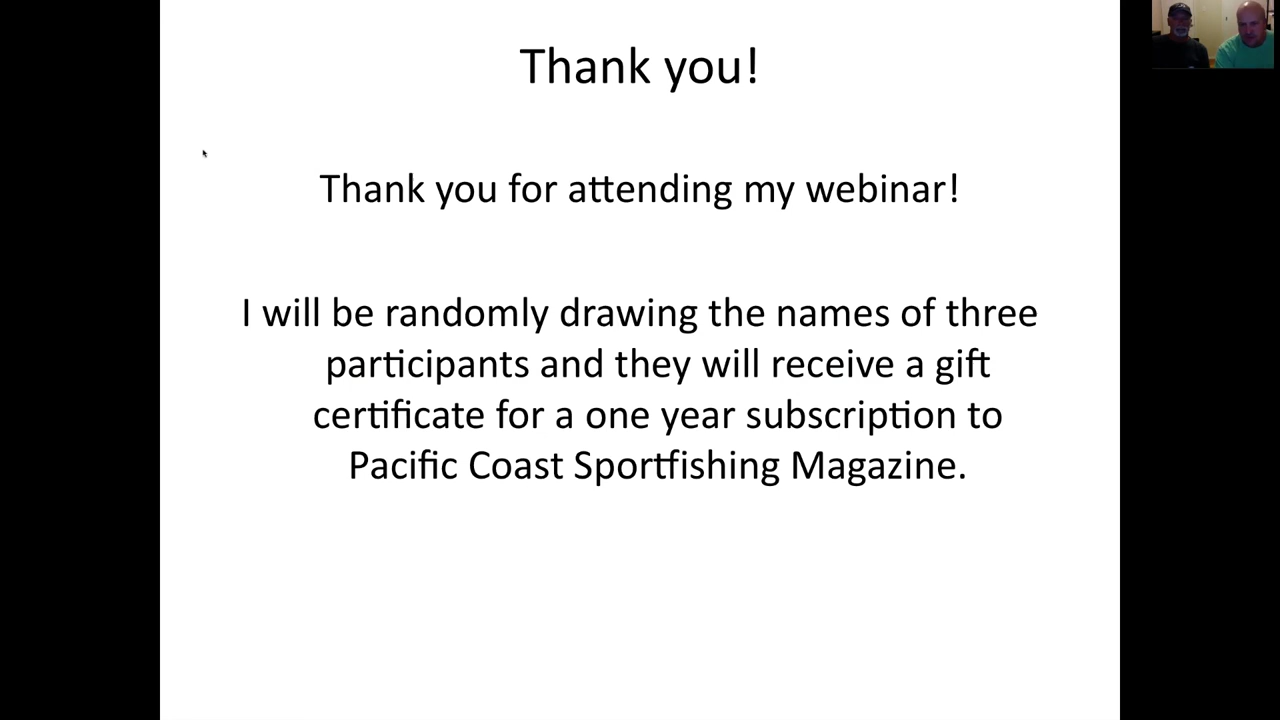 Thank you!
Thank you for attending my webinar!
I will be randomly drawing the names of three
participants and they will receive a gift
certificate for a one year subscription to
Pacific Coast Sportfishing Magazine.